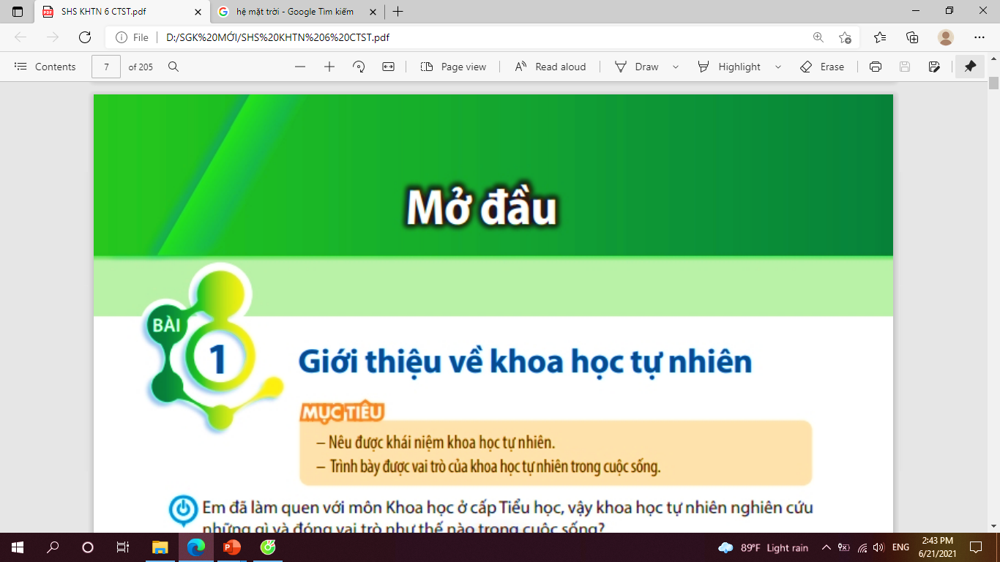 SHS KHTN 6 CTST.pdf
hệ mặt trời - Google Tìm kiếm
File
D:/SGK%20MỚI/SHS%20KHTN%206%20CTST.pdf
Contents
7
of 205
Page view
Read aloud
Draw
Highlight
Erase
Mở đầu
BÀI
1
Giới thiệu về khoa học tự nhiên
MỤC TIÊU
– Nêu được khái niệm khoa học tự nhiên.
– Trình bày được vai trò của khoa học tự nhiên trong cuộc sống.
Em đã làm quen với môn Khoa học ở cấp Tiểu học, vậy khoa học tự nhiên nghiên cứu
những gì và đóng vai trò như thế nào trong cuộc sống?
89°F Light rain
ENG
2:43 PM
6/21/2021